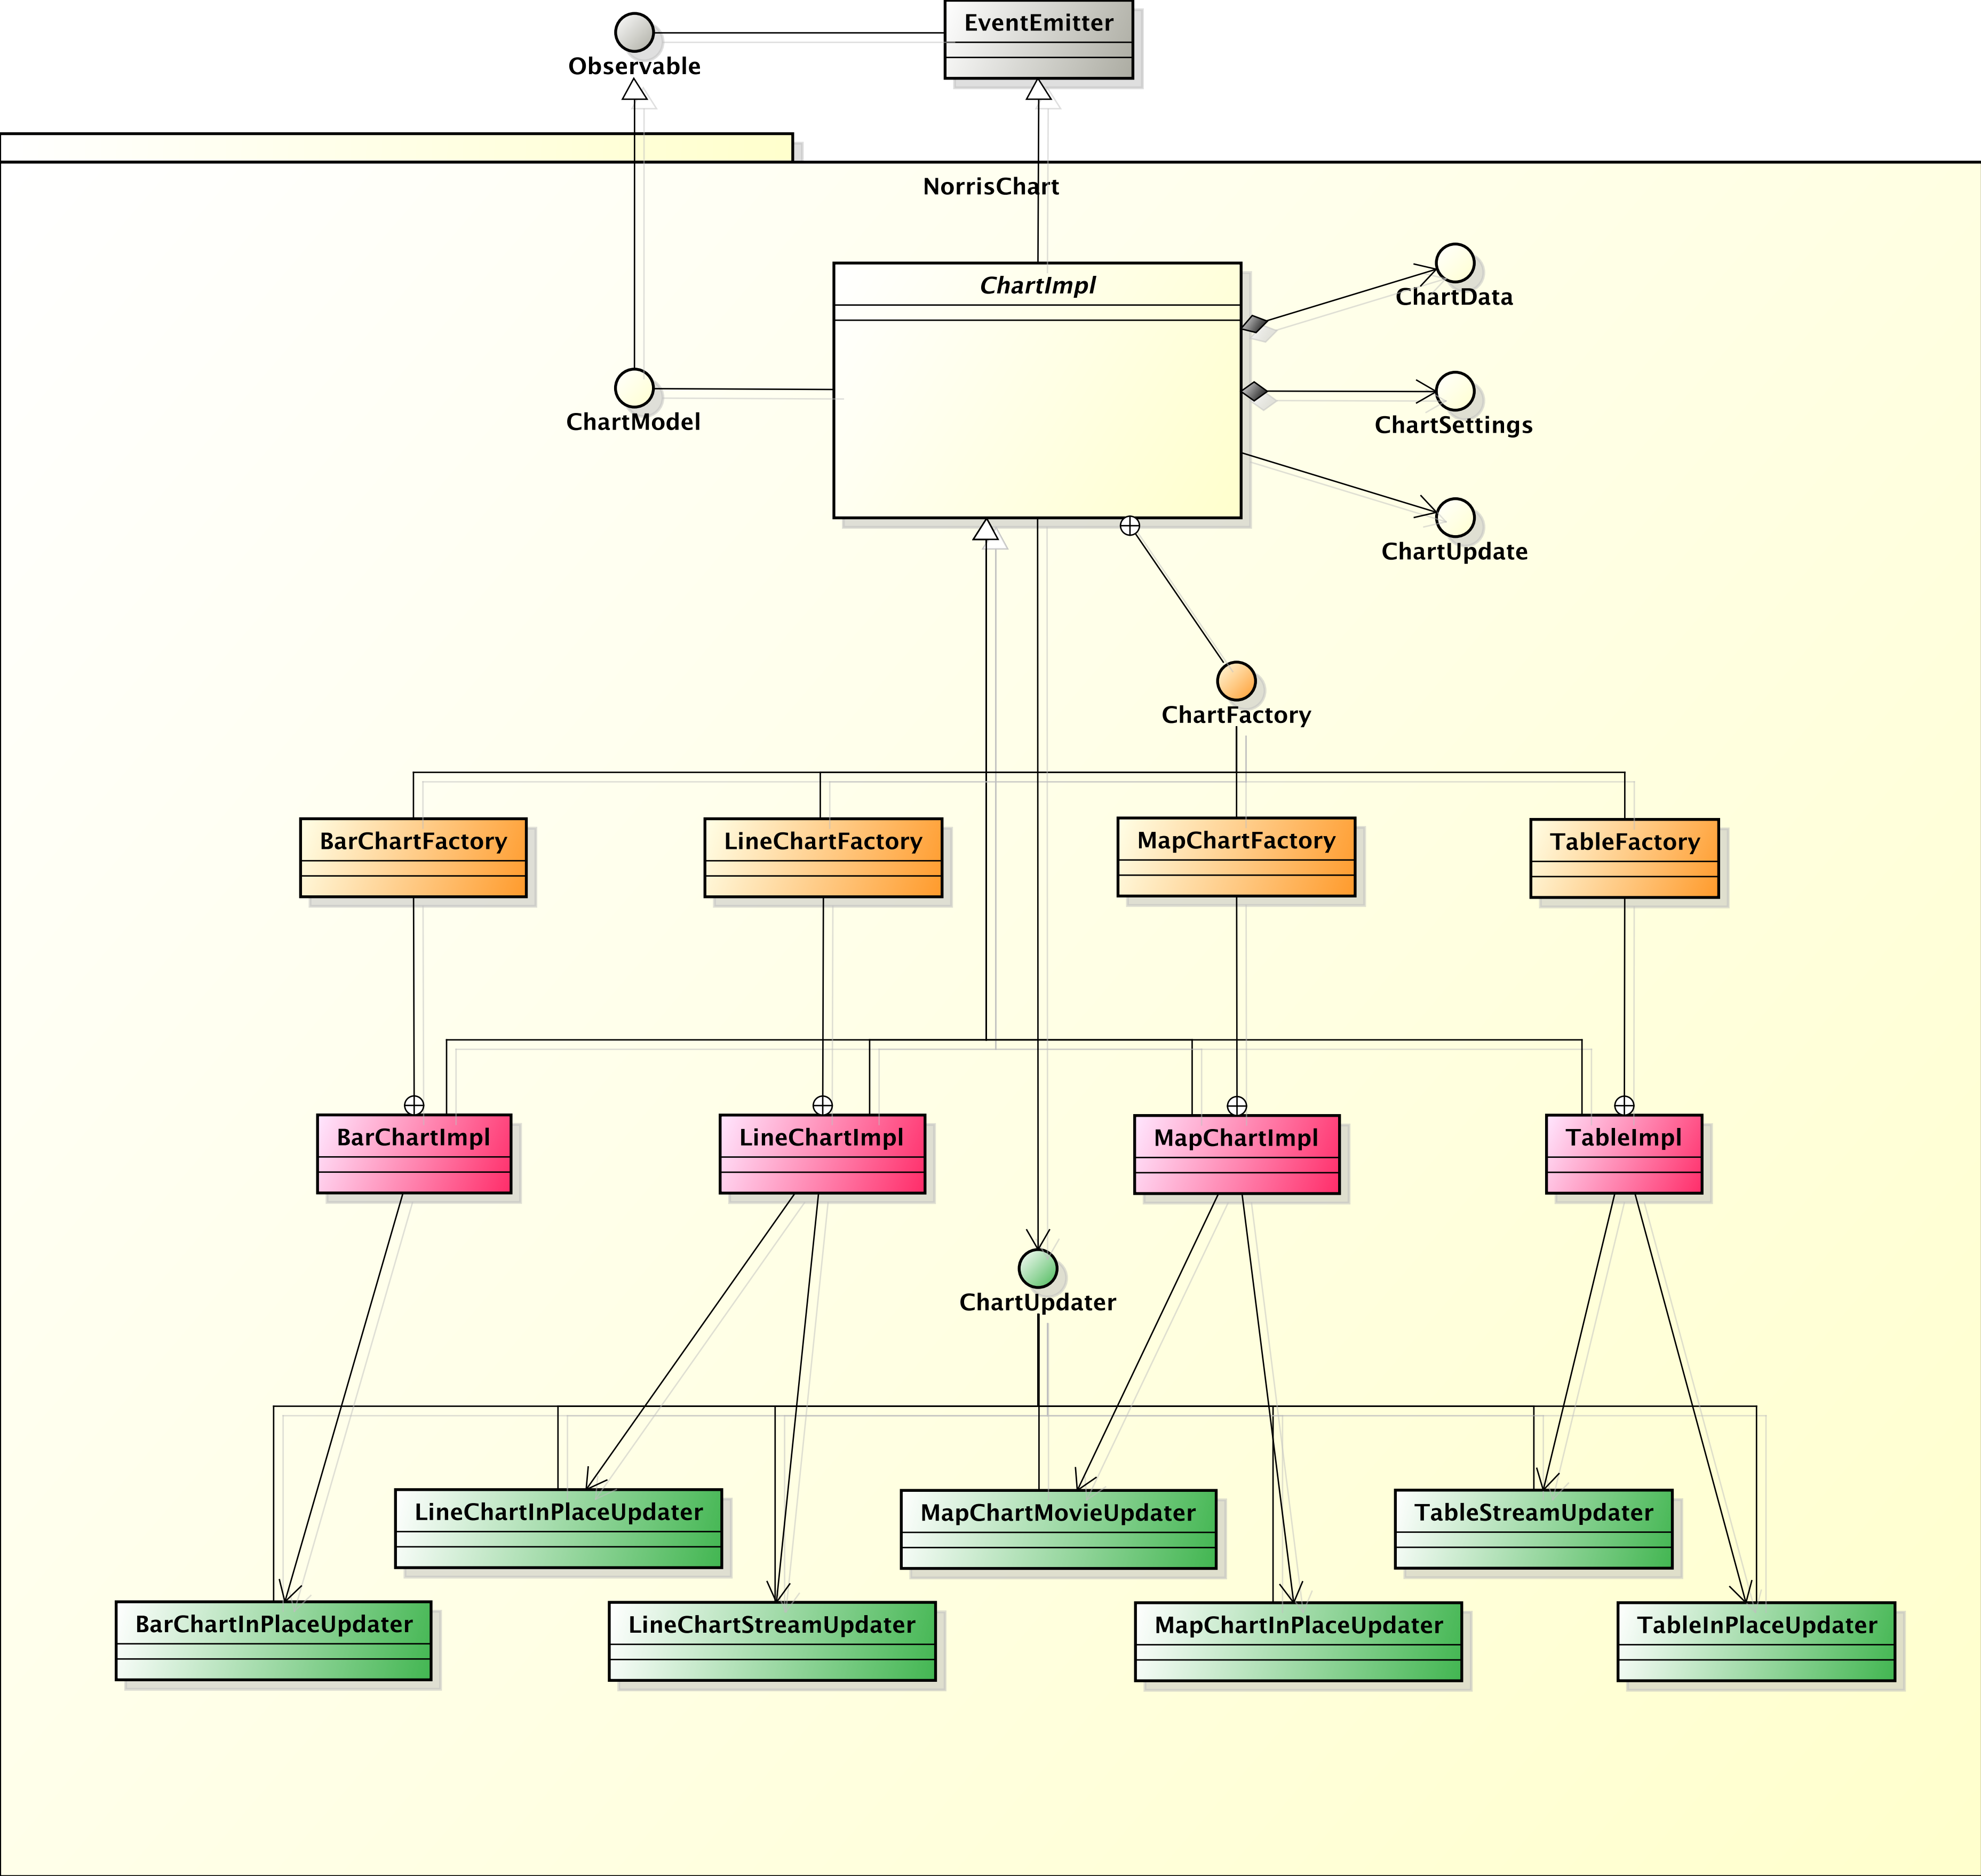 EventEmitter
Observable
NorrisChart
ChartImpl
ChartData
ChartModel
ChartSettings
ChartUpdate
ChartFactory
BarChartFactory
LineChartFactory
MapChartFactory
TableFactory
BarChartImpl
LineChartImpl
MapChartImpl
TableImpl
ChartUpdater
LineChartInPlaceUpdater
MapChartMovieUpdater
TableStreamUpdater
BarChartInPlaceUpdater
LineChartStreamUpdater
MapChartInPlaceUpdater
TableInPlaceUpdater